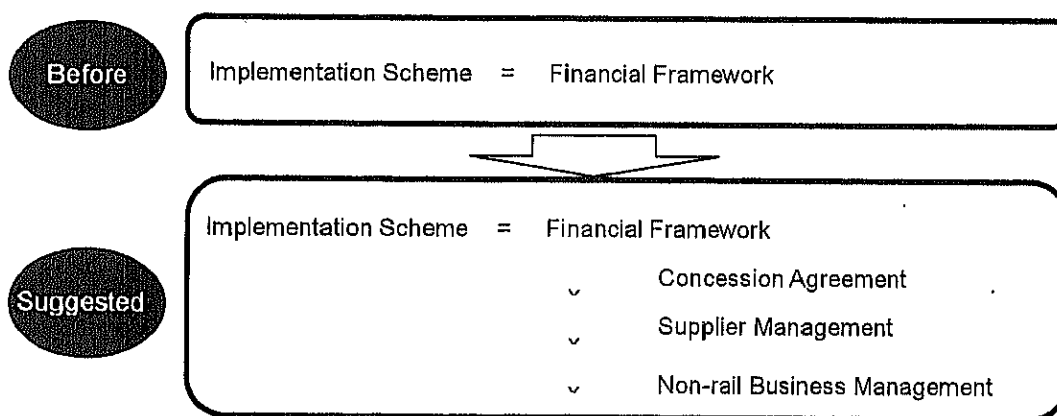 Before
Implementation Scheme = Financial Framework
Suggested
Implementation Scheme = Financial Framework
Concession Agreement
Supplier Management
Non-rail Business Management